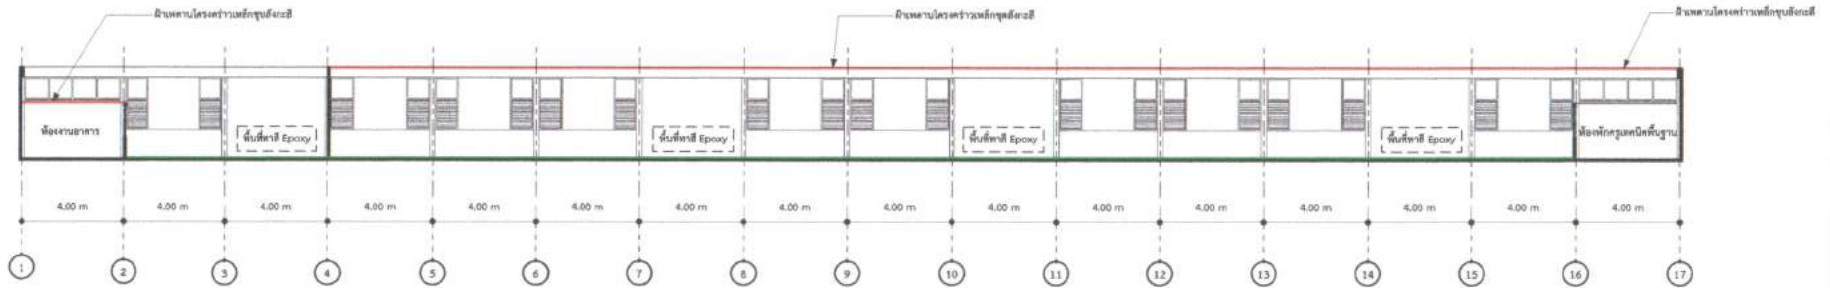 ฝ้าเพดานโครงคร่าวเหล็กชุบสังกะสี
ฝ้าเพดานโครงคร่าวเหล็กชุบสังกะสี
ฝ้าเพดานโครงคร่าวเหล็กชุบสังกะสี
ห้องงานอาคาร
พื้นที่ทาสี Epoxy
พื้นที่ทาสี Epoxy
พื้นที่ทาสี Epoxy
พื้นที่ทาสี Epoxy
ห้องพักครูเทคนิคพื้นฐาน
4.00 m 4.00 m 4.00 m 4.00 m 4.00 m 4.00 m 4.00 m 4.00 m 4.00 m 4.00 m 4.00 m 4.00 m 4.00 m 4.00 m 4.00 m 4.00 m
1 2 3 4 5 6 7 8 9 10 11 12 13 14 15 16 17